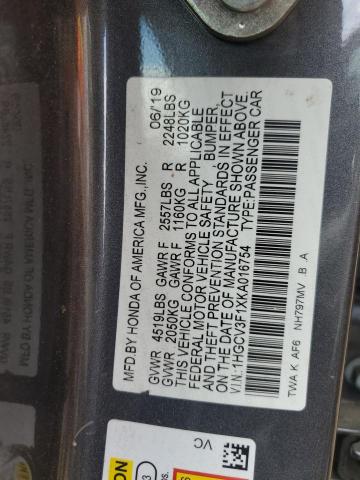 MFD.BY HONDA OF AMERICA MFG.,INC. 06/19
GVWR 4519LBS GAWR F 2557LBS R 2248LBS
GVWR 2050KG GAWR F 1160KG R 1020KG
THIS VEHICLE CONFORMS TO ALL APPLICABLE
FEDERAL MOTOR VEHICLE SAFETY BUMPER,
AND THEFT PREVENTION STANDARDS IN EFFECT
ON THE DATE OF MANUFACTURE SHOWN ABOVE.
V.I.N.:1HGCV3F1XKA016754 TYPE:PASSENGER CAR
TWA K AF6 NH797MV B A
VC
ION